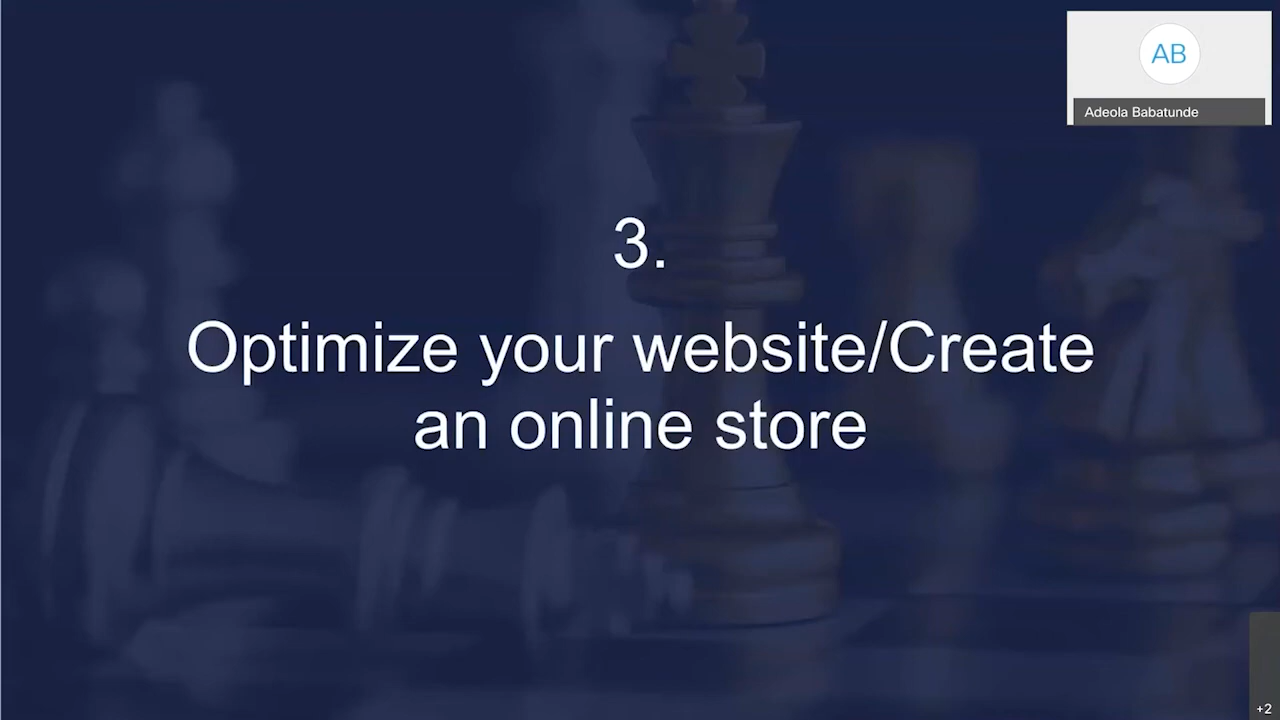 AB
Adeola Babatunde
3.
Optimize your website/Create
an online store
+2